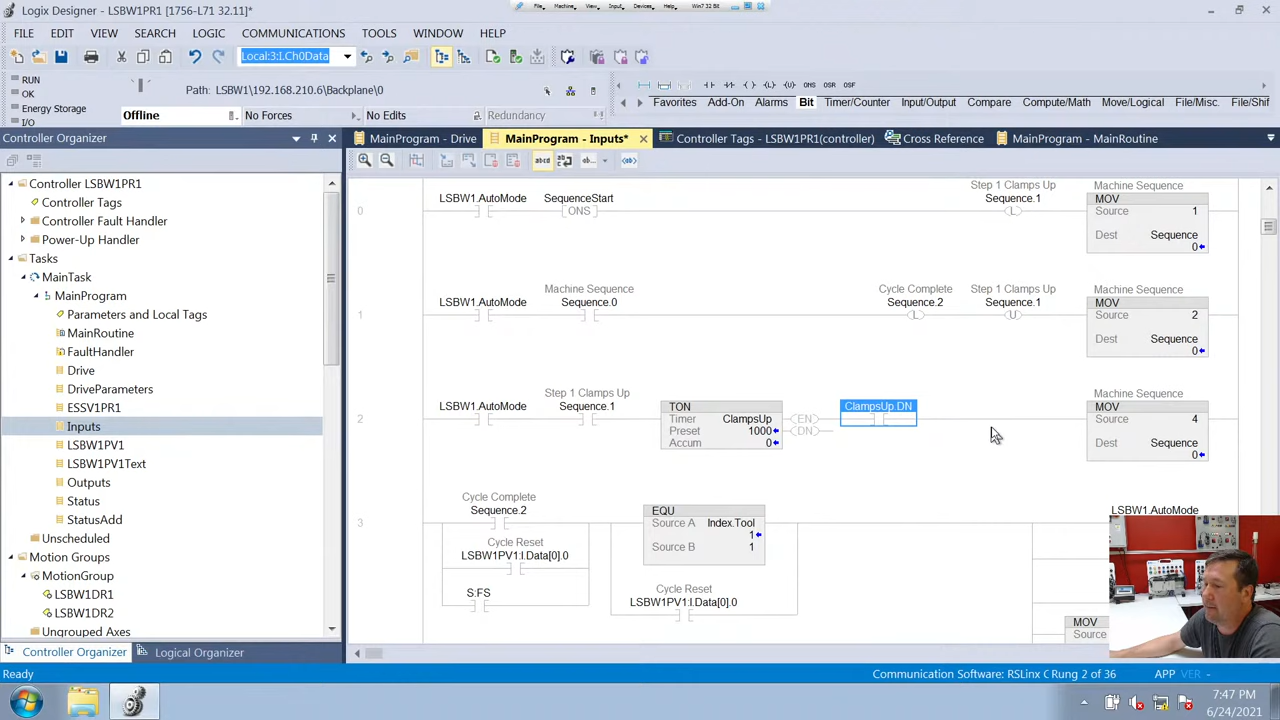 Logix Designer - LSBW1PR1 [1756-L71 32.11]*
File Machine View Input Devices Help Win7 32 Bit
FILE EDIT VIEW SEARCH LOGIC COMMUNICATIONS TOOLS WINDOW HELP
Local:3:I.Ch0Data
RUN
OK
Energy Storage
I/O
Path: LSBW1\192.168.210.6\Backplane\0
Offline No Forces No Edits Redundancy
Favorites Add-On Alarms Bit Timer/Counter Input/Output Compare Compute/Math Move/Logical File/Misc. File/Shif
Controller Organizer
MainProgram - Drive MainProgram - Inputs* Controller Tags - LSBW1PR1(controller) Cross Reference MainProgram - MainRoutine
Controller LSBW1PR1
Controller Tags
Controller Fault Handler
Power-Up Handler
Tasks
MainTask
MainProgram
Parameters and Local Tags
MainRoutine
FaultHandler
Drive
DriveParameters
ESSV1PR1
Inputs
LSBW1PV1
LSBW1PV1Text
Outputs
Status
StatusAdd
Unscheduled
Motion Groups
MotionGroup
LSBW1DR1
LSBW1DR2
Ungrouped Axes
Controller Organizer Logical Organizer
0
LSBW1.AutoMode
SequenceStart
ONS
Step 1 Clamps Up
Sequence.1
L
Machine Sequence
MOV
Source 1
Dest Sequence
0
1
LSBW1.AutoMode
Machine Sequence
Sequence.0
Cycle Complete
Sequence.2
L
Step 1 Clamps Up
Sequence.1
U
Machine Sequence
MOV
Source 2
Dest Sequence
0
2
LSBW1.AutoMode
Step 1 Clamps Up
Sequence.1
TON
Timer ClampsUp
Preset 1000
Accum 0
EN
DN
ClampsUp.DN
Machine Sequence
MOV
Source 4
Dest Sequence
0
3
Cycle Complete
Sequence.2
Cycle Reset
LSBW1PV1:I.Data[0].0
S:FS
EQU
Source A Index.Tool
1
Source B 1
Cycle Reset
LSBW1PV1:I.Data[0].0
LSBW1.AutoMode
MOV
Source
Ready
Communication Software: RSLinx C Rung 2 of 36 APP VER -
7:47 PM
6/24/2021